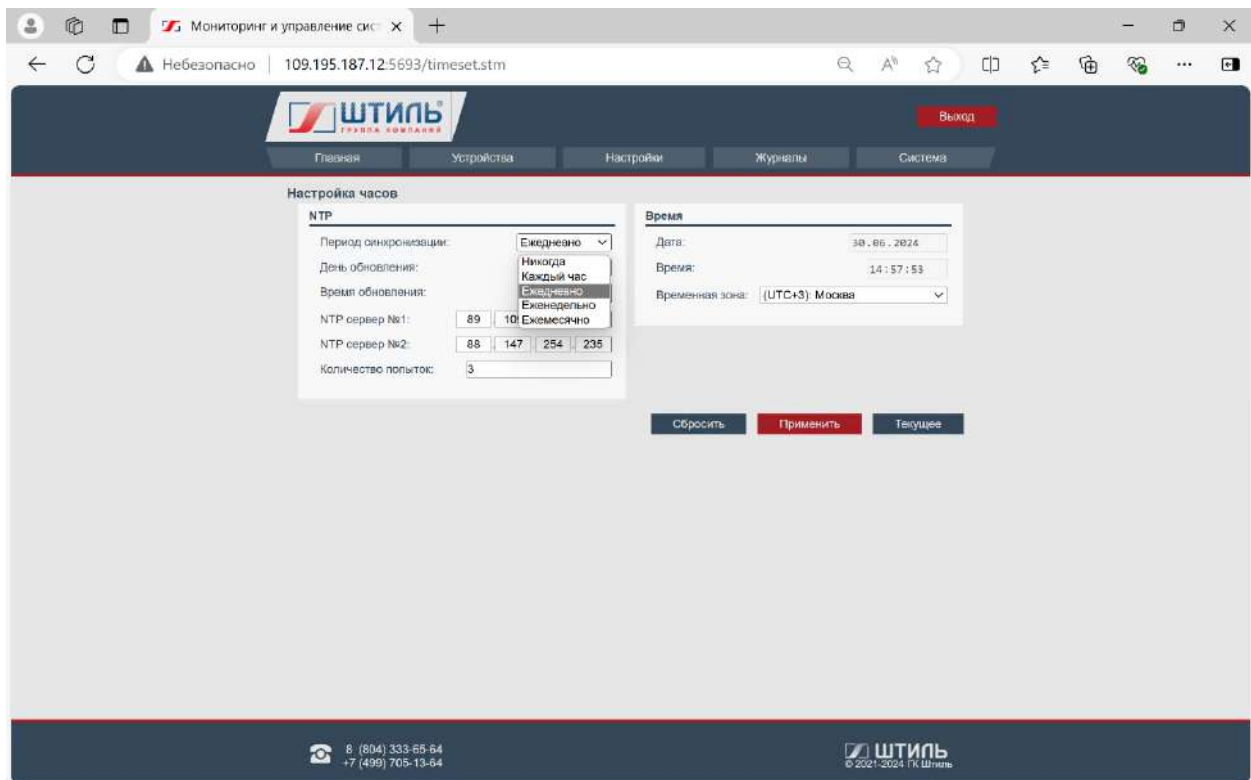 Мониторинг и управление сис
Небезопасно
109.195.187.12:5693/timeset.stm
ШТИЛЬ
ГРУППА КОМПАНИЙ
Выход
Главная
Устройства
Настройки
Журналы
Система
Настройка часов
NTP
Период синхронизации:
Ежедневно
День обновления:
Никогда
Каждый час
Время обновления:
Ежедневно
Еженедельно
NTP сервер №1:
89
Ежемесячно
NTP сервер №2:
88 . 147 . 254 . 235
Количество попыток:
3
Время
Дата:
30.06.2024
Время:
14:57:53
Временная зона:
(UTC+3): Москва
Сбросить
Применить
Текущее
8 (804) 333-65-64
+7 (499) 705-13-64
ШТИЛЬ
© 2021-2024 ГК Штиль